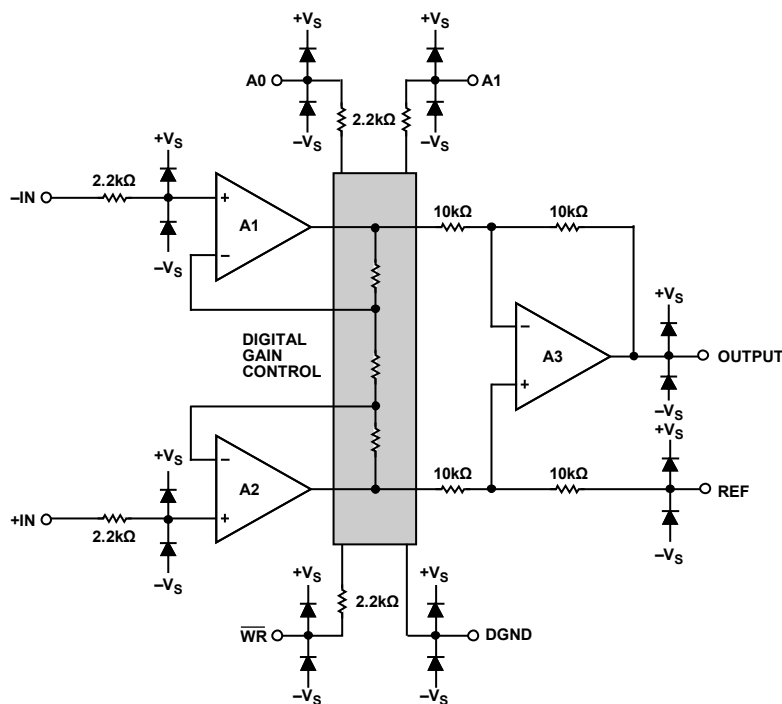 +VS +VS
A0 A1
2.2kΩ
–VS –VS
+VS
2.2kΩ
–IN
A1
+
–
–VS
10kΩ 10kΩ
+VS
DIGITAL
GAIN
CONTROL
–
A3
+
OUTPUT
–VS
+VS
+VS
–
A2
+
10kΩ 10kΩ
REF
+IN
2.2kΩ
–VS
–VS
+VS +VS
2.2kΩ
WR DGND
–VS –VS